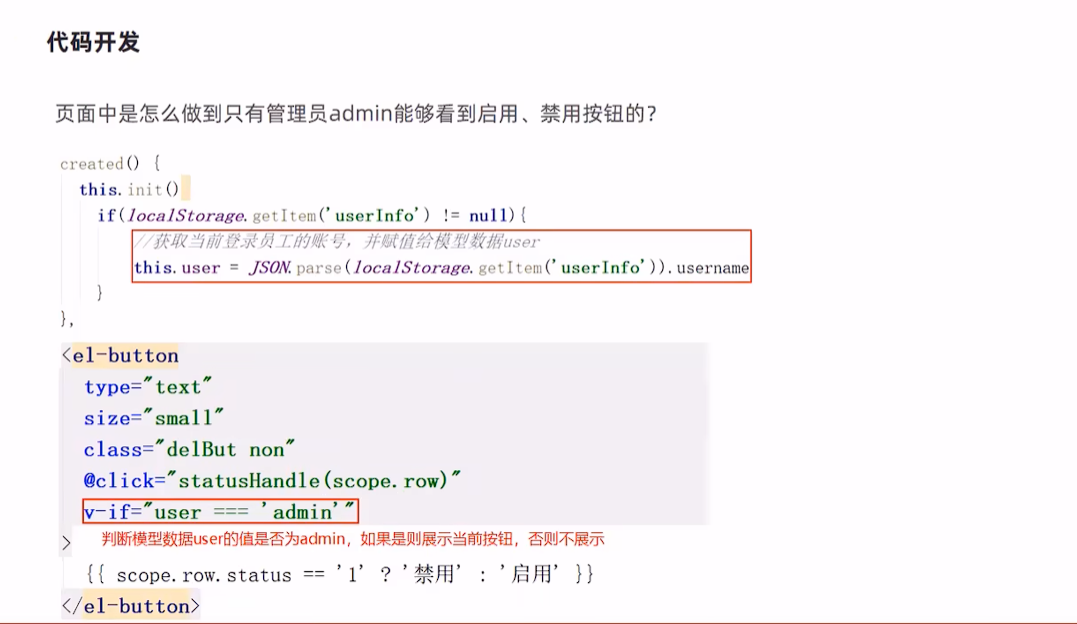 代码开发
页面中是怎么做到只有管理员admin能够看到启用、禁用按钮的？
created() {
this.init()
if(localStorage.getItem('userInfo') != null){
//获取当前登录员工的账号，并赋值给模型数据user
this.user = JSON.parse(localStorage.getItem('userInfo')).username
}
},
<el-button
type="text"
size="small"
class="delBut non"
@click="statusHandle(scope.row)"
v-if="user === 'admin'"
> 判断模型数据user的值是否为admin，如果是则展示当前按钮，否则不展示
{{ scope.row.status == '1' ? '禁用' : '启用' }}
</el-button>